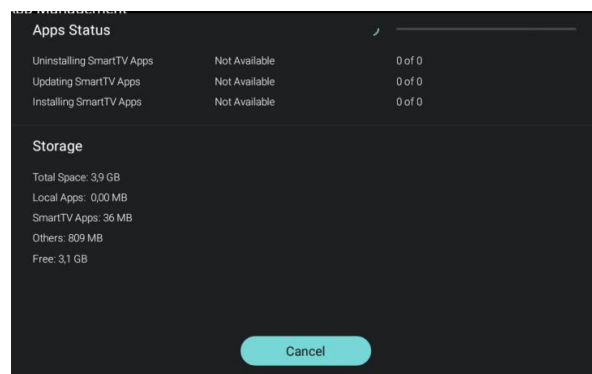 App Management
Apps Status
Uninstalling SmartTV Apps Not Available 0 of 0
Updating SmartTV Apps Not Available 0 of 0
Installing SmartTV Apps Not Available 0 of 0
Storage
Total Space: 3,9 GB
Local Apps: 0,00 MB
SmartTV Apps: 36 MB
Others: 809 MB
Free: 3,1 GB
Cancel